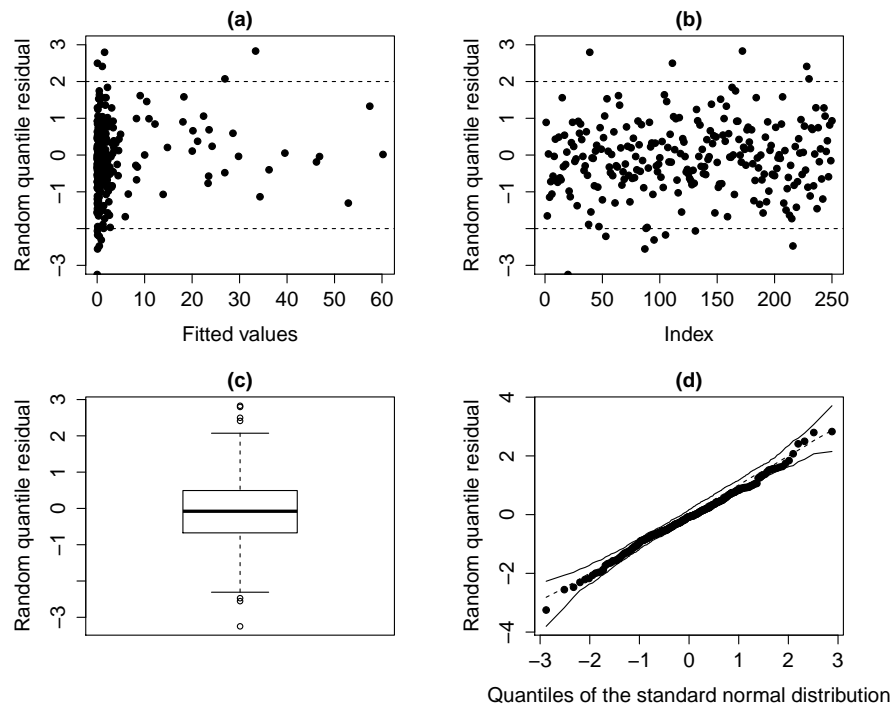 (a)
Random quantile residual
3
2
1
0
−1
−3
0 10 20 30 40 50 60
Fitted values
(b)
Random quantile residual
3
2
1
0
−1
−3
0 50 100 150 200 250
Index
(c)
Random quantile residual
3
2
1
0
−1
−3
(d)
Random quantile residual
4
2
0
−2
−4
−3 −2 −1 0 1 2 3
Quantiles of the standard normal distribution